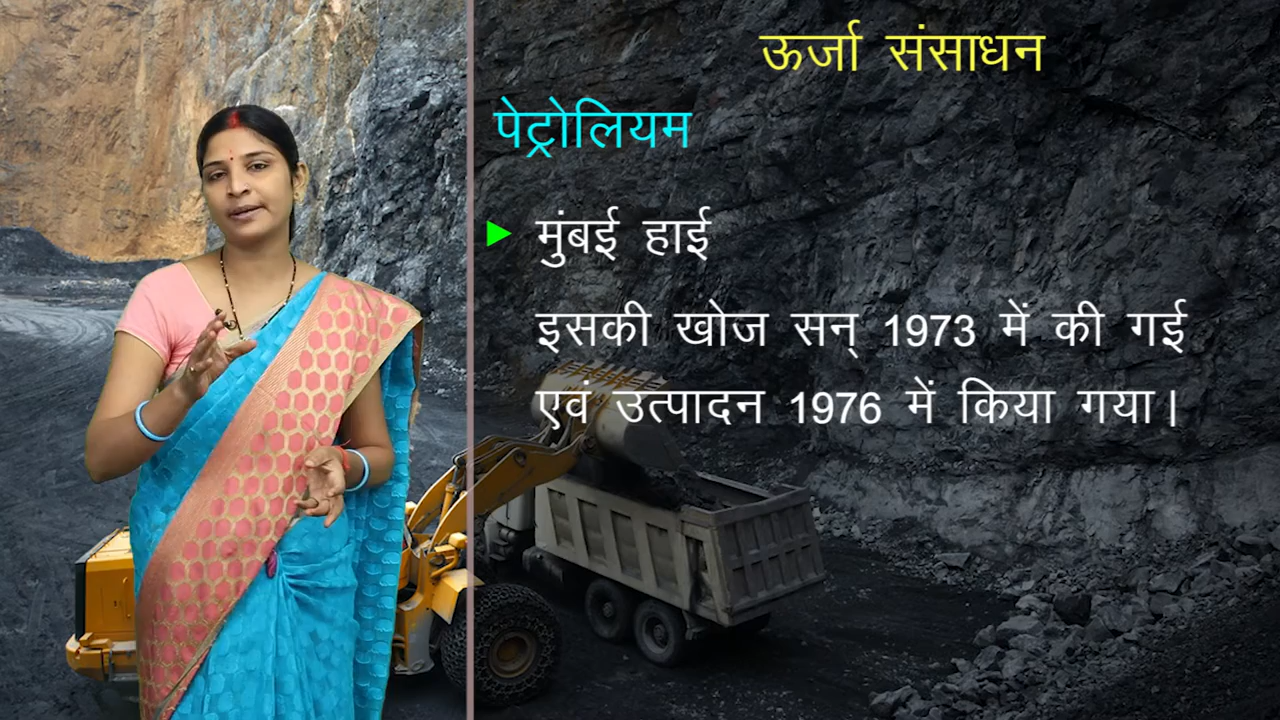 ऊर्जा संसाधन
पेट्रोलियम
मुंबई हाई
इसकी खोज सन् 1973 में की गई
एवं उत्पादन 1976 में किया गया।